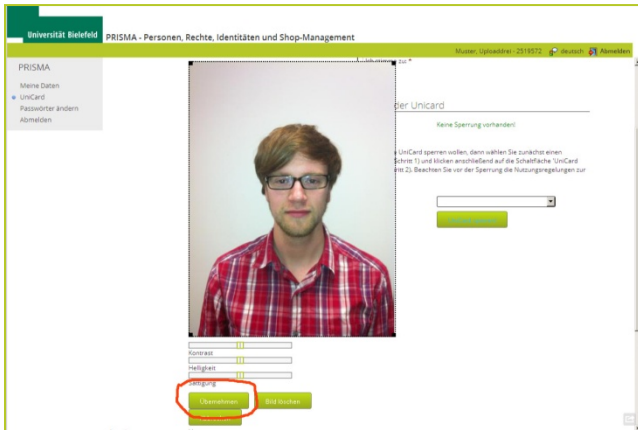 Universität Bielefeld
PRISMA - Personen, Rechte, Identitäten und Shop-Management
Muster, Uploaddrei - 2519572 deutsch Abmelden
PRISMA
Meine Daten
UniCard
Passwörter ändern
Abmelden
zu: *
der Unicard
Keine Sperrung vorhanden!
UniCard sperren wollen, dann wählen Sie zunächst einen
Schritt 1) und klicken anschließend auf die Schaltfläche 'UniCard
2). Beachten Sie vor der Sperrung die Nutzungsregelungen zur
Kontrast
Helligkeit
Sättigung
Übernehmen
Bild löschen